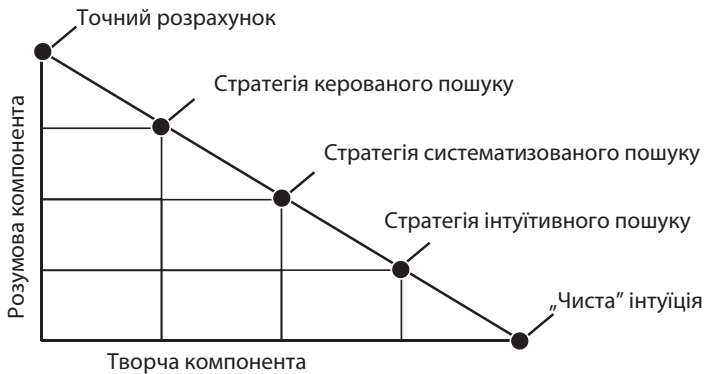 Точний розрахунок
Стратегія керованого пошуку
Стратегія систематизованого пошуку
Стратегія інтуїтивного пошуку
„Чиста” інтуїція
Розумова компонента
Творча компонента